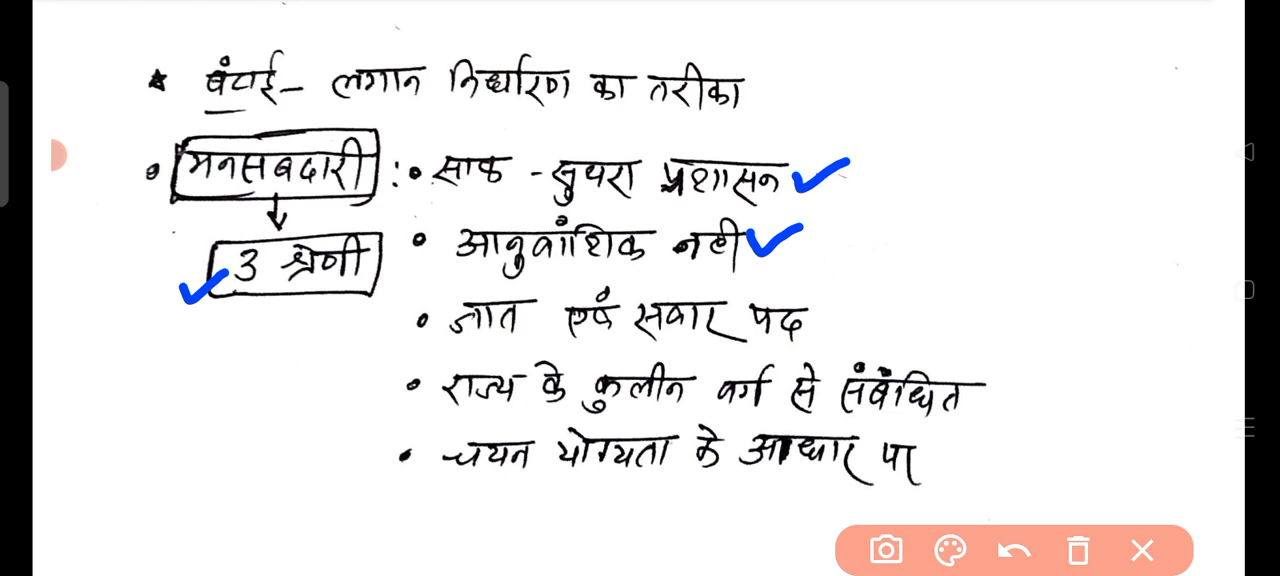 * बंटाई - लगान निर्धारण का तरीका
• मनसबदारी : • साफ - सुथरा प्रशासन
↓ • आनुवांशिक नही
3 श्रेणी
• जात एवं सवार पद
• राज्य के कुलीन वर्ग से संबंधित
• चयन योग्यता के आधार पर